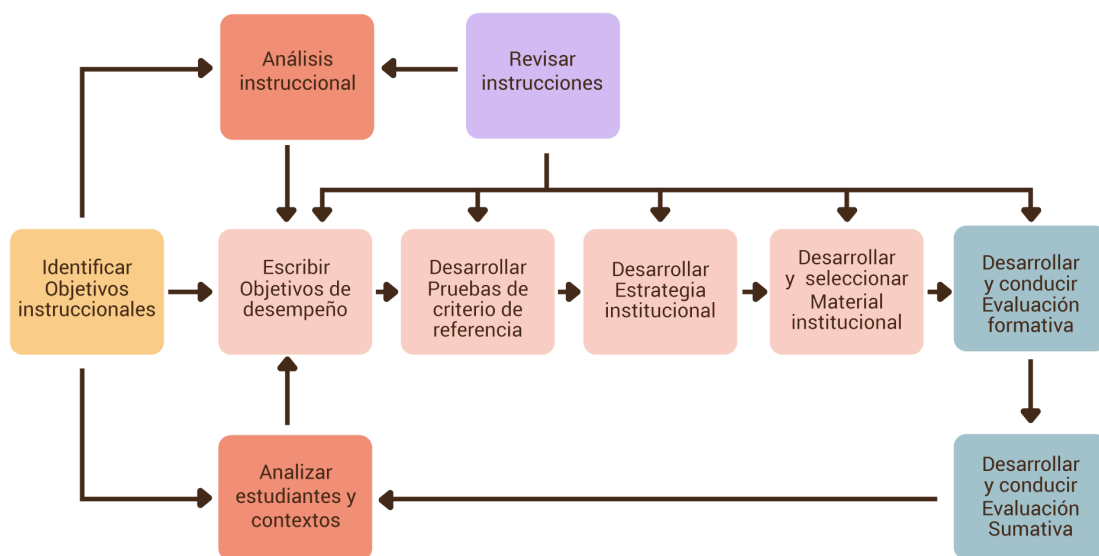 Análisis
instruccional
Revisar
instrucciones
Identificar
Objetivos
instruccionales
Escribir
Objetivos de
desempeño
Desarrollar
Pruebas de
criterio de
referencia
Desarrollar
Estrategia
institucional
Desarrollar
y seleccionar
Material
institucional
Desarrollar
y conducir
Evaluación
formativa
Analizar
estudiantes y
contextos
Desarrollar
y conducir
Evaluación
Sumativa